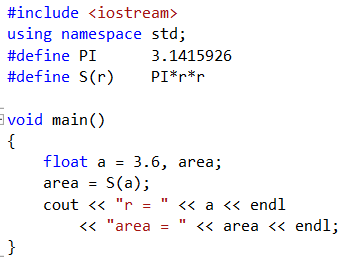 #include <iostream>
using namespace std;
#define PI      3.1415926
#define S(r)    PI*r*r

void main()
{
    float a = 3.6, area;
    area = S(a);
    cout << "r = " << a << endl
        << "area = " << area << endl;
}